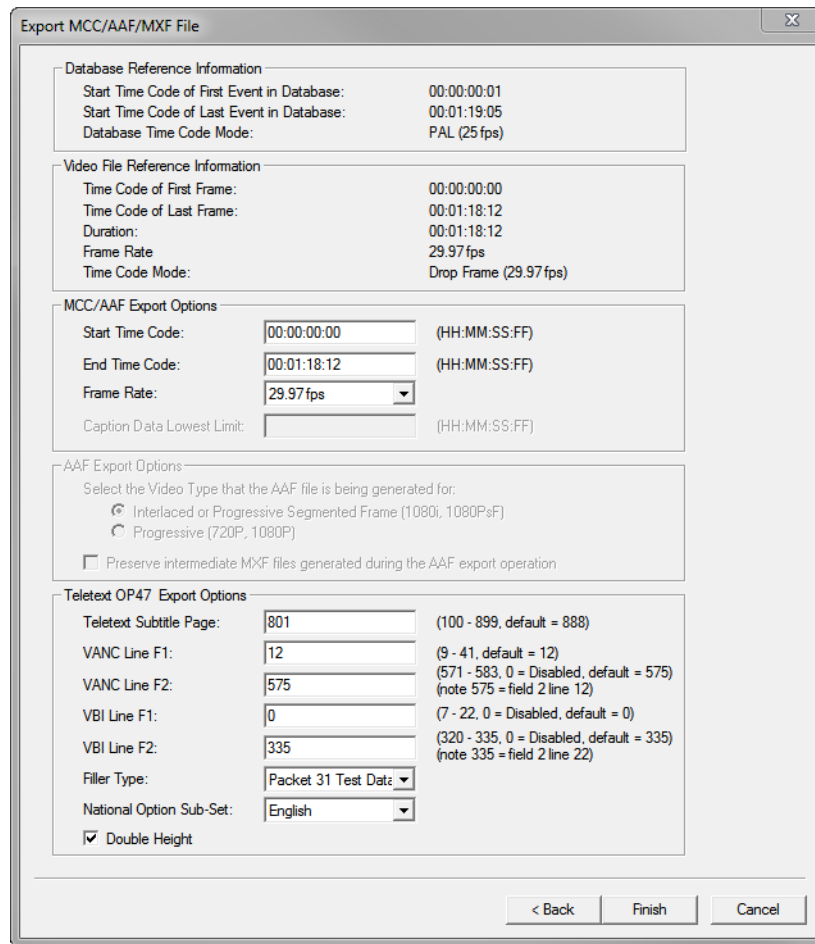 Export MCC/AAF/MXF File
Database Reference Information
Start Time Code of First Event in Database: 00:00:00:01
Start Time Code of Last Event in Database: 00:01:19:05
Database Time Code Mode: PAL (25 fps)
Video File Reference Information
Time Code of First Frame: 00:00:00:00
Time Code of Last Frame: 00:01:18:12
Duration: 00:01:18:12
Frame Rate 29.97 fps
Time Code Mode: Drop Frame (29.97 fps)
MCC/AAF Export Options
Start Time Code: 00:00:00:00 (HH:MM:SS:FF)
End Time Code: 00:01:18:12 (HH:MM:SS:FF)
Frame Rate: 29.97 fps
Caption Data Lowest Limit: (HH:MM:SS:FF)
AAF Export Options
Select the Video Type that the AAF file is being generated for:
Interlaced or Progressive Segmented Frame (1080i, 1080PsF)
Progressive (720P, 1080P)
Preserve intermediate MXF files generated during the AAF export operation
Teletext OP47 Export Options
Teletext Subtitle Page: 801 (100 - 899, default = 888)
VANC Line F1: 12 (9 - 41, default = 12)
VANC Line F2: 575 (571 - 583, 0 = Disabled, default = 575)
(note 575 = field 2 line 12)
VBI Line F1: 0 (7 - 22, 0 = Disabled, default = 0)
VBI Line F2: 335 (320 - 335, 0 = Disabled, default = 335)
(note 335 = field 2 line 22)
Filler Type: Packet 31 Test Data
National Option Sub-Set: English
Double Height
< Back Finish Cancel